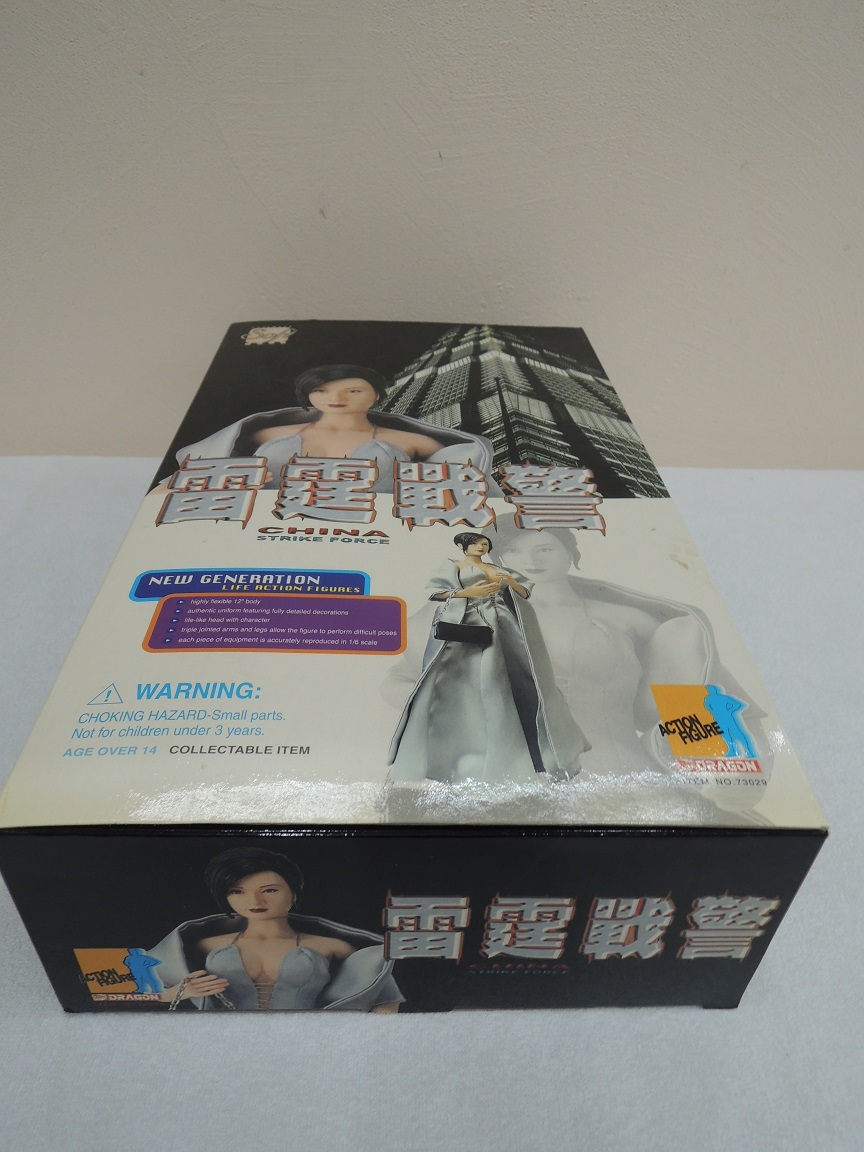 雷霆戰警
CHINA
STRIKE FORCE
NEW GENERATION
LIFE ACTION FIGURES
highly flexible 12" body
authentic uniform featuring fully detailed decorations
life-like head with character
triple jointed arms and legs allow the figure to perform difficult poses
each piece of equipment is accurately reproduced in 1/6 scale
WARNING:
CHOKING HAZARD-Small parts.
Not for children under 3 years.
AGE OVER 14 COLLECTABLE ITEM
ACTION
FIGURE
DRAGON
ITEM NO.73029
雷霆戰警
CHINA
STRIKE FORCE
ACTION
FIGURE
DRAGON